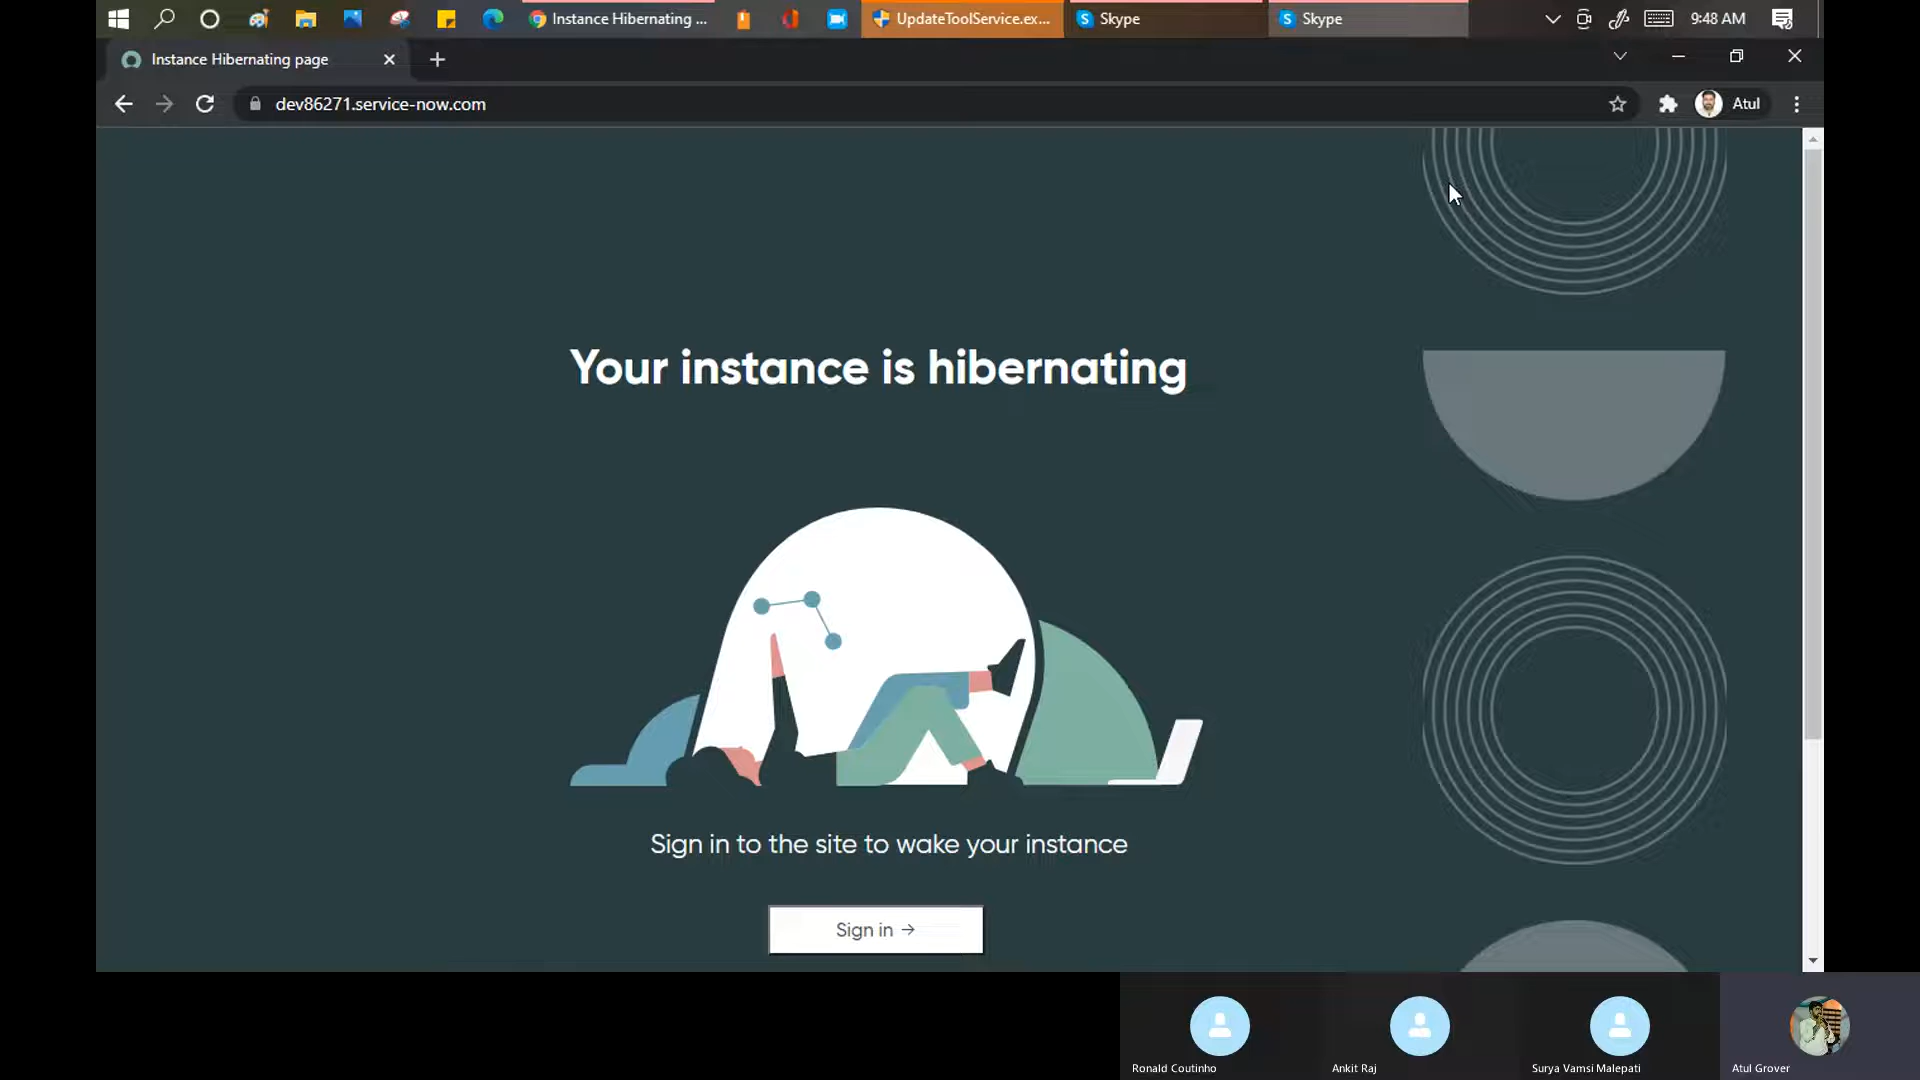 Instance Hibernating ...
UpdateToolService.ex...
Skype
Skype
9:48 AM
Instance Hibernating page
dev86271.service-now.com
Atul
Your instance is hibernating
Sign in to the site to wake your instance
Sign in →
Ronald Coutinho
Ankit Raj
Surya Vamsi Malepati
Atul Grover